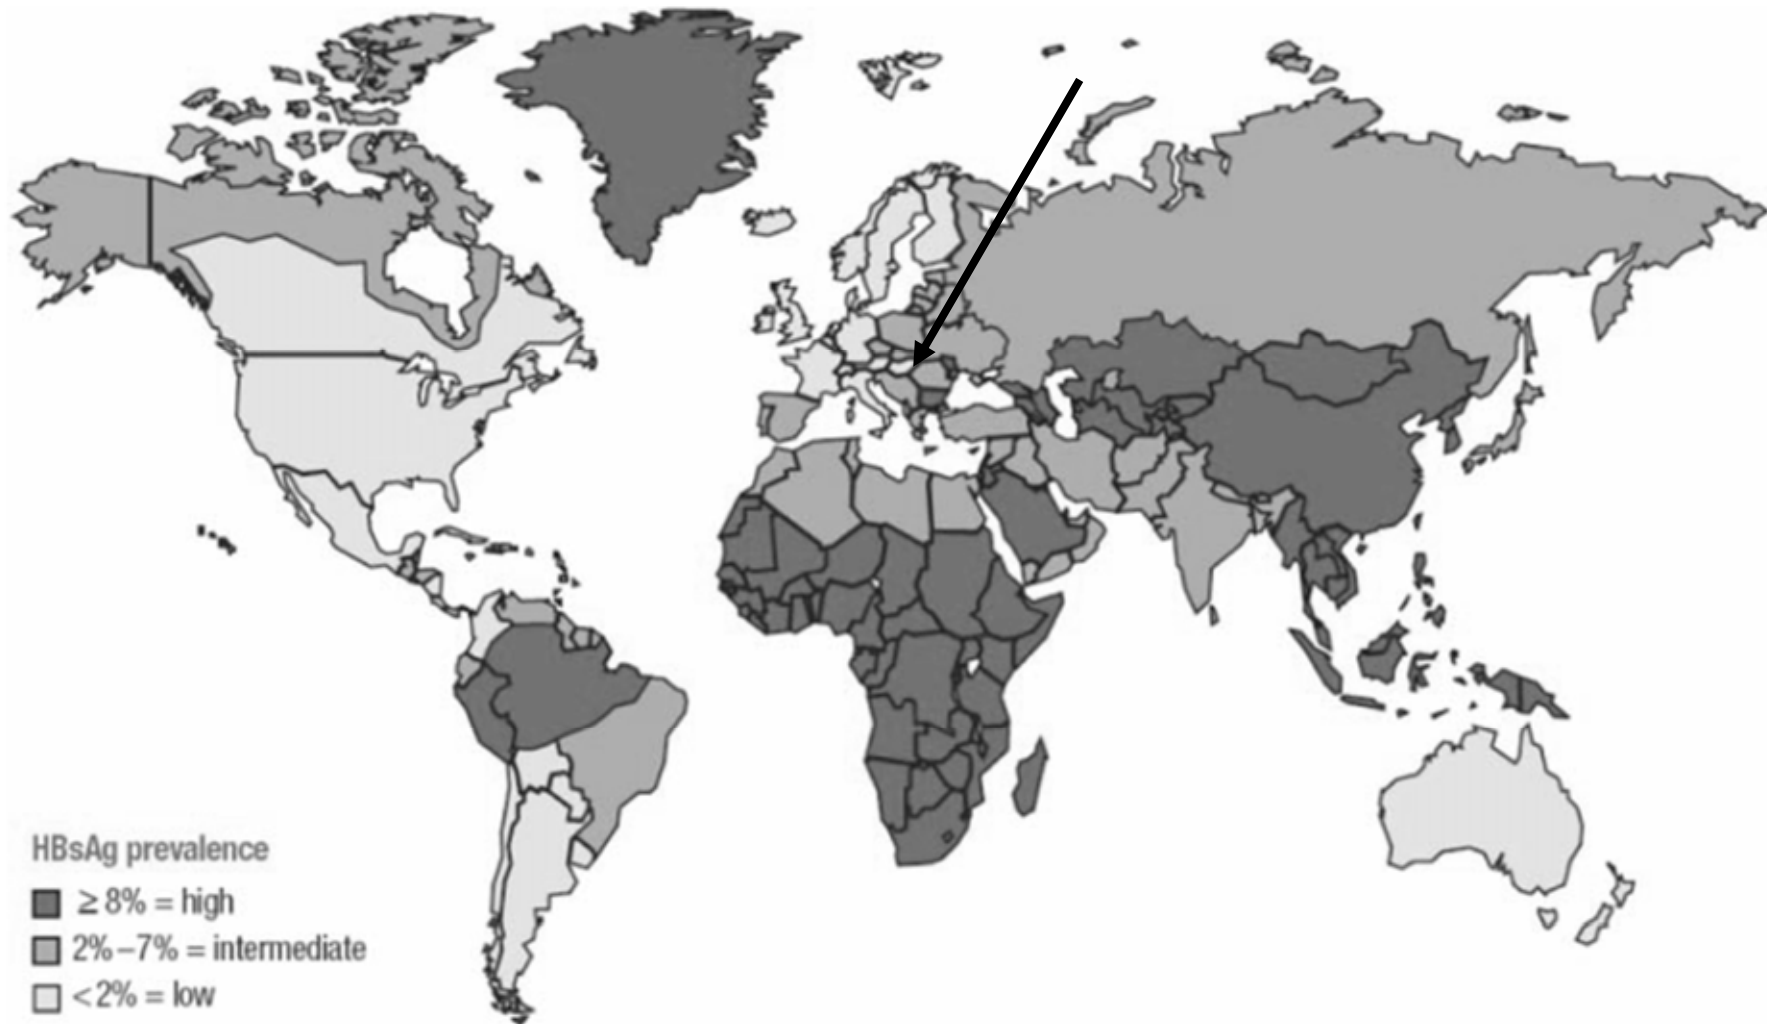 HBsAg prevalence
≥ 8% = high
2%–7% = intermediate
< 2% = low